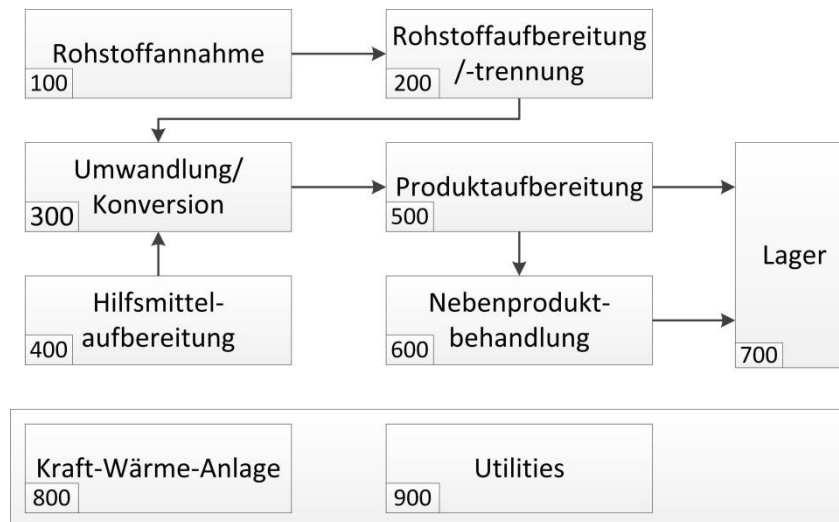 Rohstoffannahme
100
Rohstoffaufbereitung
/-trennung
200
Umwandlung/
Konversion
300
Produktaufbereitung
500
Lager
700
Hilfsmittel-
aufbereitung
400
Nebenprodukt-
behandlung
600
Kraft-Wärme-Anlage
800
Utilities
900